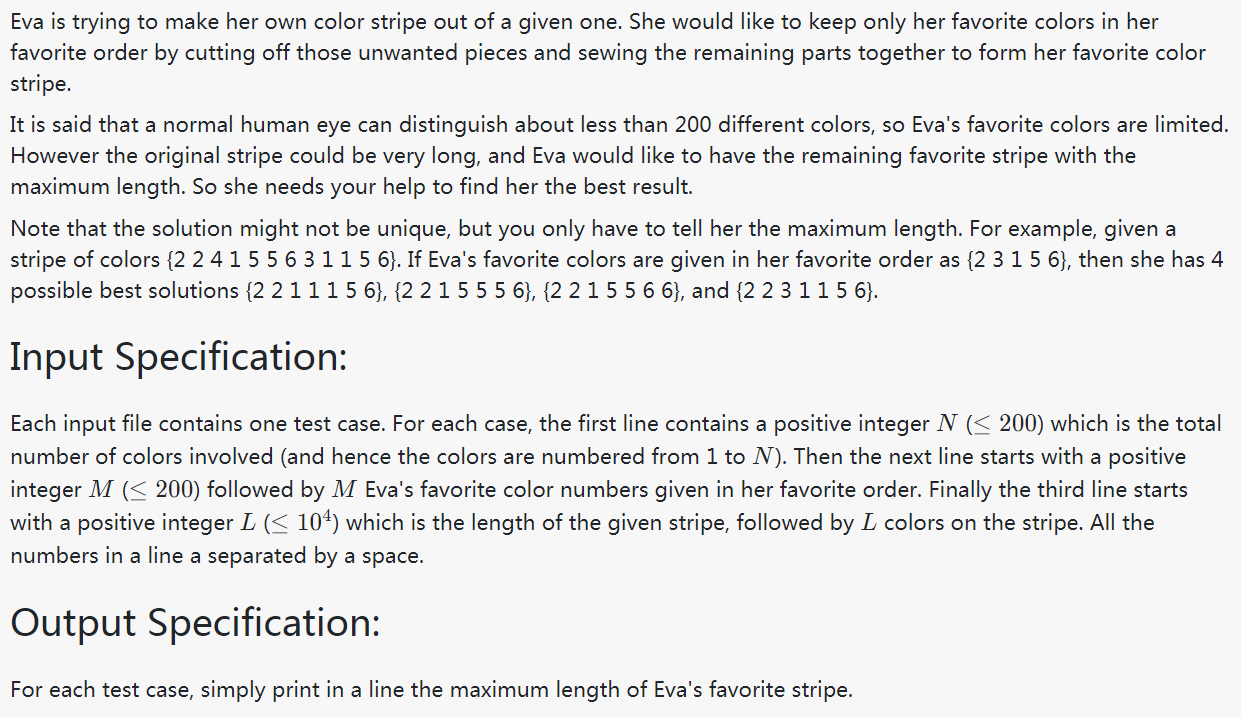 Eva is trying to make her own color stripe out of a given one. She would like to keep only her favorite colors in her
favorite order by cutting off those unwanted pieces and sewing the remaining parts together to form her favorite color
stripe.
It is said that a normal human eye can distinguish about less than 200 different colors, so Eva's favorite colors are limited.
However the original stripe could be very long, and Eva would like to have the remaining favorite stripe with the
maximum length. So she needs your help to find her the best result.
Note that the solution might not be unique, but you only have to tell her the maximum length. For example, given a
stripe of colors {2 2 4 1 5 5 6 3 1 1 5 6}. If Eva's favorite colors are given in her favorite order as {2 3 1 5 6}, then she has 4
possible best solutions {2 2 1 1 1 5 6}, {2 2 1 5 5 5 6}, {2 2 1 5 5 6 6}, and {2 2 3 1 1 5 6}.
Input Specification:
Each input file contains one test case. For each case, the first line contains a positive integer N (≤ 200) which is the total
number of colors involved (and hence the colors are numbered from 1 to N). Then the next line starts with a positive
integer M (≤ 200) followed by M Eva's favorite color numbers given in her favorite order. Finally the third line starts
with a positive integer L (≤ 10⁴) which is the length of the given stripe, followed by L colors on the stripe. All the
numbers in a line a separated by a space.
Output Specification:
For each test case, simply print in a line the maximum length of Eva's favorite stripe.